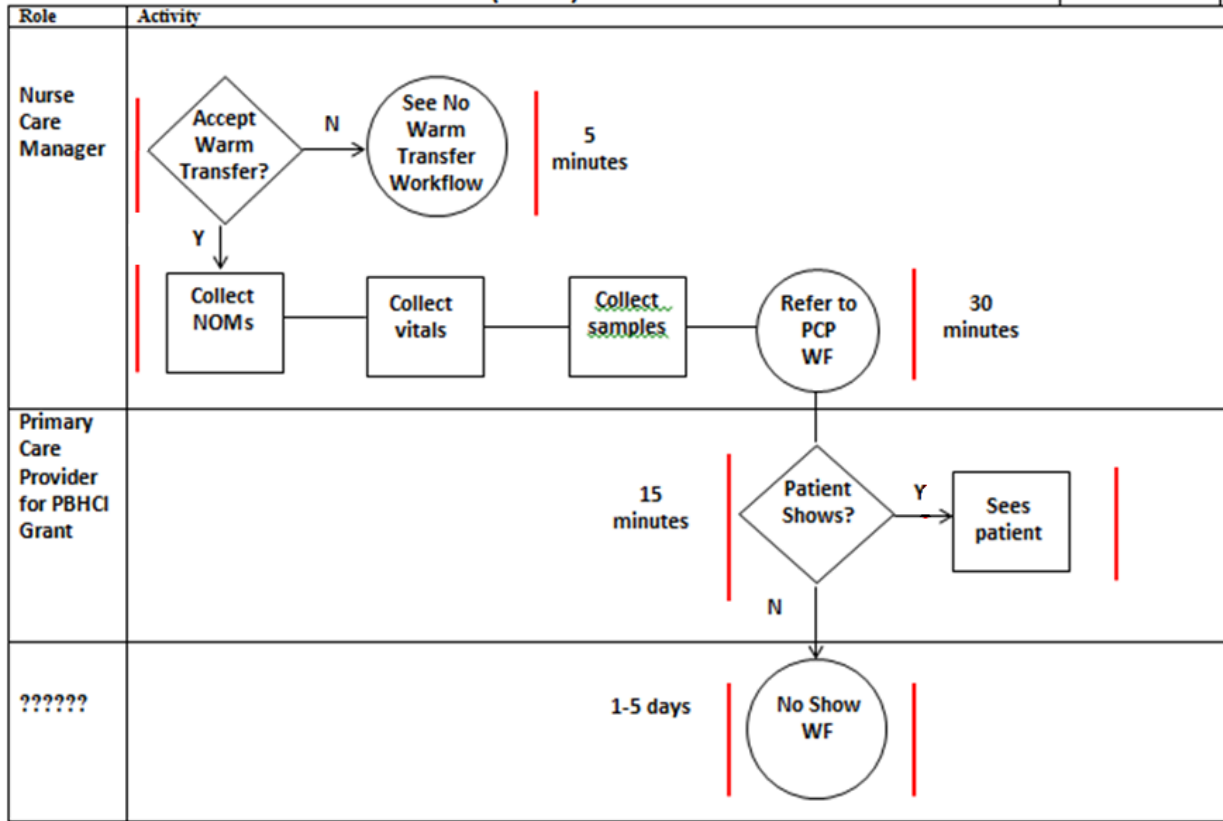 Role
Activity
Nurse
Care
Manager
Accept
Warm
Transfer?
N
See No
Warm
Transfer
Workflow
5
minutes
Y
Collect
NOMs
Collect
vitals
Collect
samples
Refer to
PCP
WF
30
minutes
Primary
Care
Provider
for PBHCI
Grant
15
minutes
Patient
Shows?
Y
Sees
patient
N
??????
1-5 days
No Show
WF